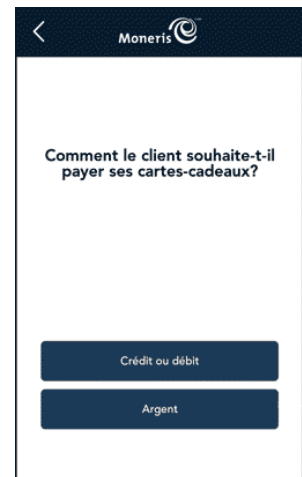 Moneris
Comment le client souhaite-t-il
payer ses cartes-cadeaux?
Crédit ou débit
Argent